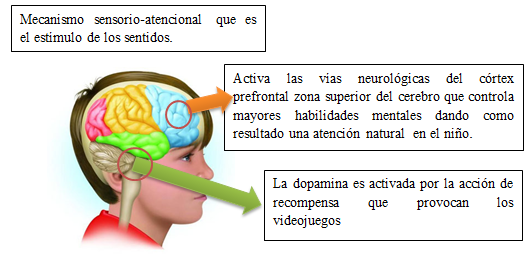 Mecanismo sensorio-atencional que es
el estimulo de los sentidos.
Activa las vias neurológicas del córtex
prefrontal zona superior del cerebro que controla
mayores habilidades mentales dando como
resultado una atención natural en el niño.
La dopamina es activada por la acción de
recompensa que provocan los
videojuegos